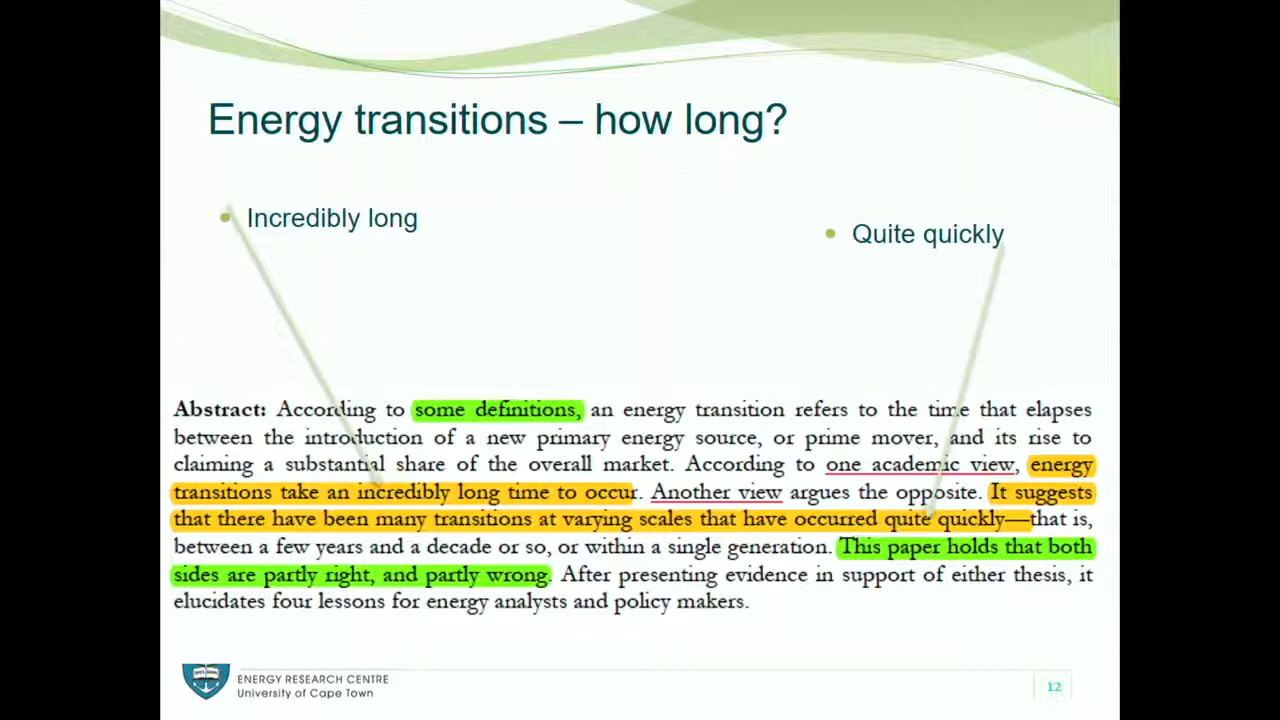 Energy transitions – how long?
Incredibly long
Quite quickly
Abstract: According to some definitions, an energy transition refers to the time that elapses
between the introduction of a new primary energy source, or prime mover, and its rise to
claiming a substantial share of the overall market. According to one academic view, energy
transitions take an incredibly long time to occur. Another view argues the opposite. It suggests
that there have been many transitions at varying scales that have occurred quite quickly—that is,
between a few years and a decade or so, or within a single generation. This paper holds that both
sides are partly right, and partly wrong. After presenting evidence in support of either thesis, it
elucidates four lessons for energy analysts and policy makers.
ENERGY RESEARCH CENTRE
University of Cape Town
12